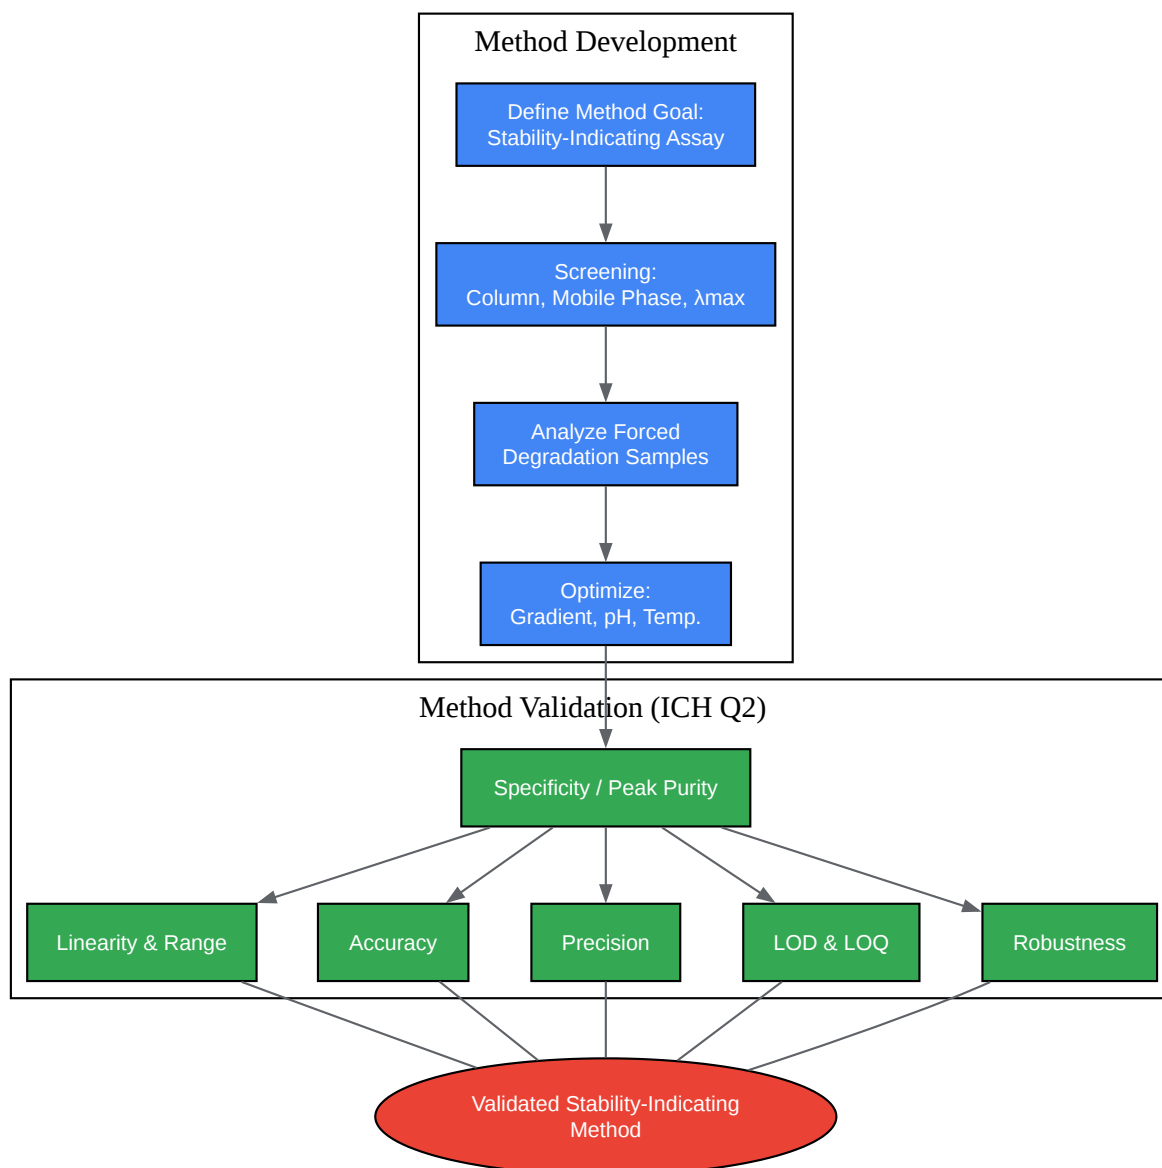 Method Development
Define Method Goal:
Stability-Indicating Assay
Screening:
Column, Mobile Phase, λmax
Analyze Forced
Degradation Samples
Optimize:
Gradient, pH, Temp.
Method Validation (ICH Q2)
Specificity / Peak Purity
Linearity & Range
Accuracy
Precision
LOD & LOQ
Robustness
Validated Stability-Indicating
Method